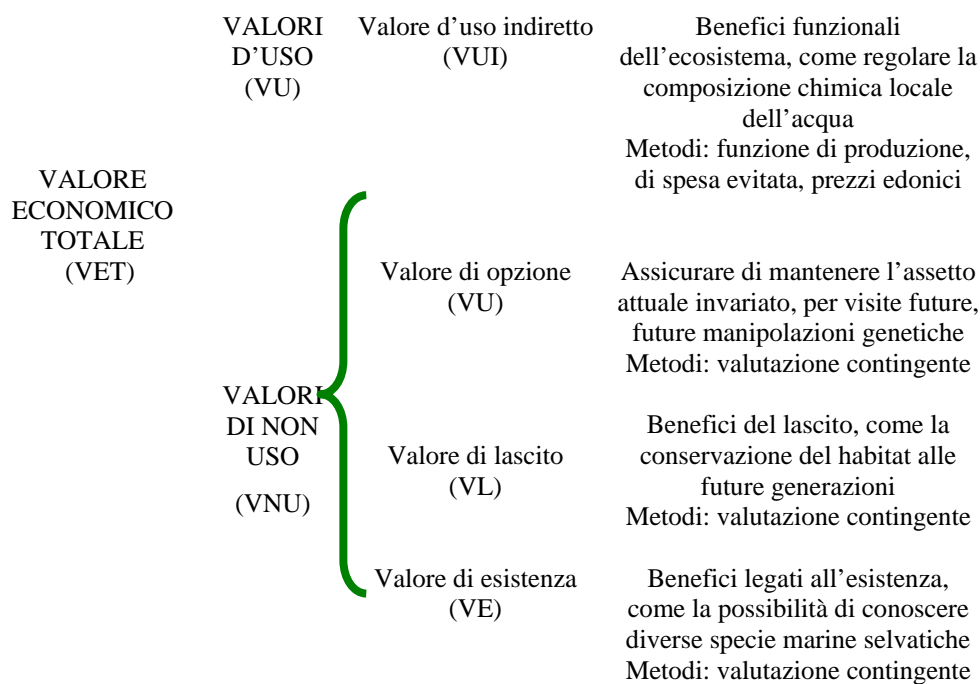 VALORI
D’USO
(VU)
Valore d’uso indiretto
(VUI)
Benefici funzionali
dell’ecosistema, come regolare la
composizione chimica locale
dell’acqua
Metodi: funzione di produzione,
di spesa evitata, prezzi edonici
VALORE
ECONOMICO
TOTALE
(VET)
Valore di opzione
(VU)
Assicurare di mantenere l’assetto
attuale invariato, per visite future,
future manipolazioni genetiche
Metodi: valutazione contingente
VALORI
DI NON
USO
(VNU)
Valore di lascito
(VL)
Benefici del lascito, come la
conservazione del habitat alle
future generazioni
Metodi: valutazione contingente
Valore di esistenza
(VE)
Benefici legati all’esistenza,
come la possibilità di conoscere
diverse specie marine selvatiche
Metodi: valutazione contingente